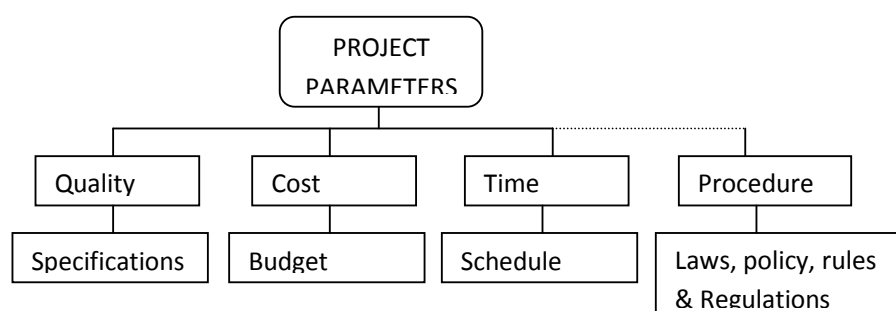 PROJECT
PARAMETERS
Quality
Cost
Time
Procedure
Specifications
Budget
Schedule
Laws, policy, rules
& Regulations